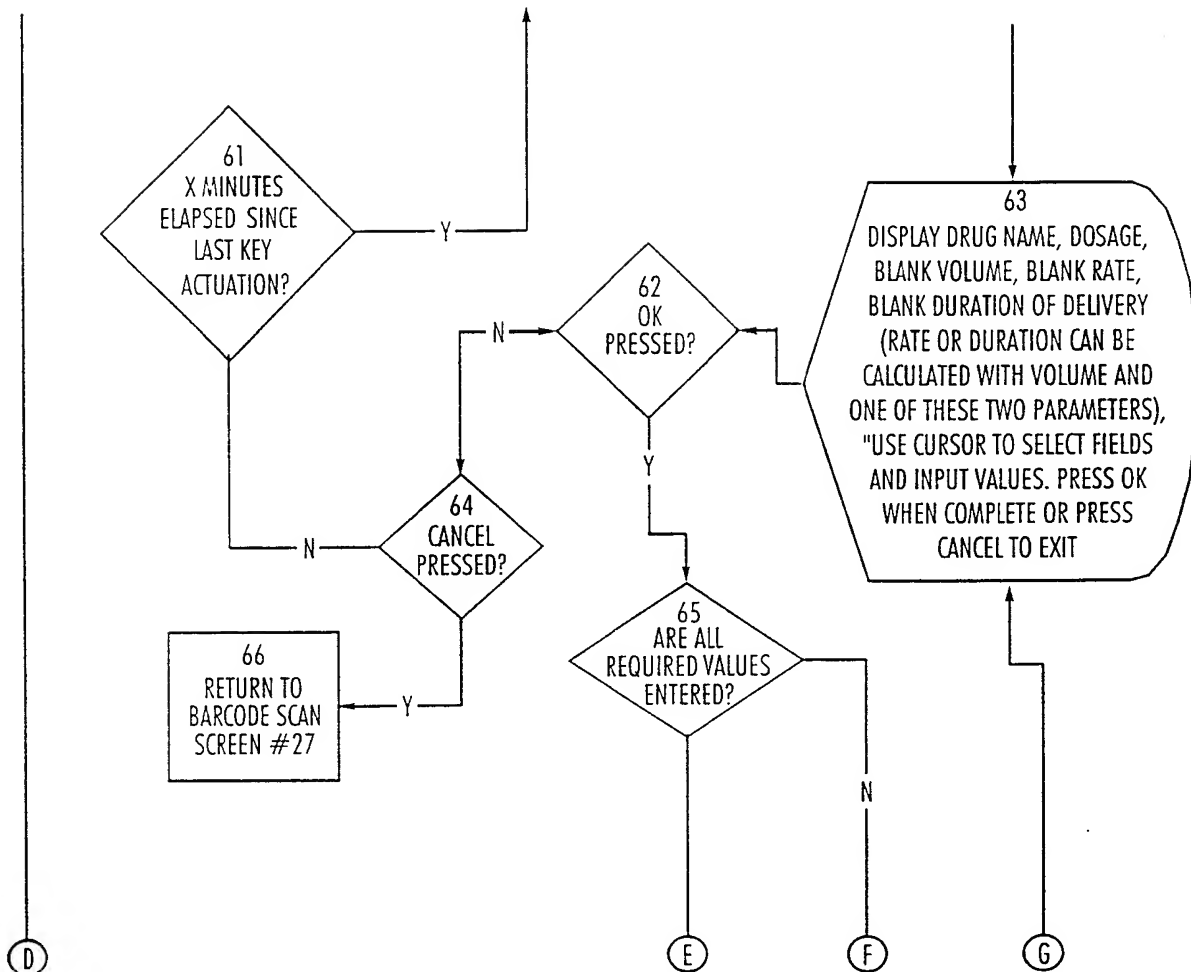 61
X MINUTES
ELAPSED SINCE
LAST KEY
ACTUATION?
Y
62
OK
PRESSED?
N
Y
63
DISPLAY DRUG NAME, DOSAGE,
BLANK VOLUME, BLANK RATE,
BLANK DURATION OF DELIVERY
(RATE OR DURATION CAN BE
CALCULATED WITH VOLUME AND
ONE OF THESE TWO PARAMETERS),
"USE CURSOR TO SELECT FIELDS
AND INPUT VALUES. PRESS OK
WHEN COMPLETE OR PRESS
CANCEL TO EXIT
64
CANCEL
PRESSED?
N
Y
65
ARE ALL
REQUIRED VALUES
ENTERED?
N
66
RETURN TO
BARCODE SCAN
SCREEN #27
D
E
F
G